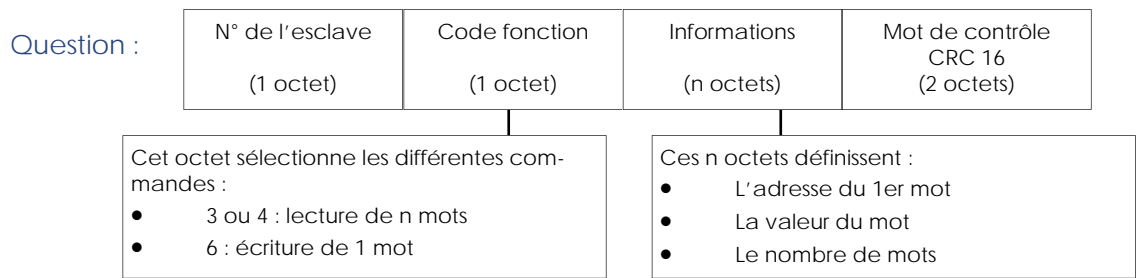 Question :
N° de l'esclave
(1 octet)
Code fonction
(1 octet)
Informations
(n octets)
Mot de contrôle
CRC 16
(2 octets)
Cet octet sélectionne les différentes com-
mandes :
• 3 ou 4 : lecture de n mots
• 6 : écriture de 1 mot
Ces n octets définissent :
• L'adresse du 1er mot
• La valeur du mot
• Le nombre de mots